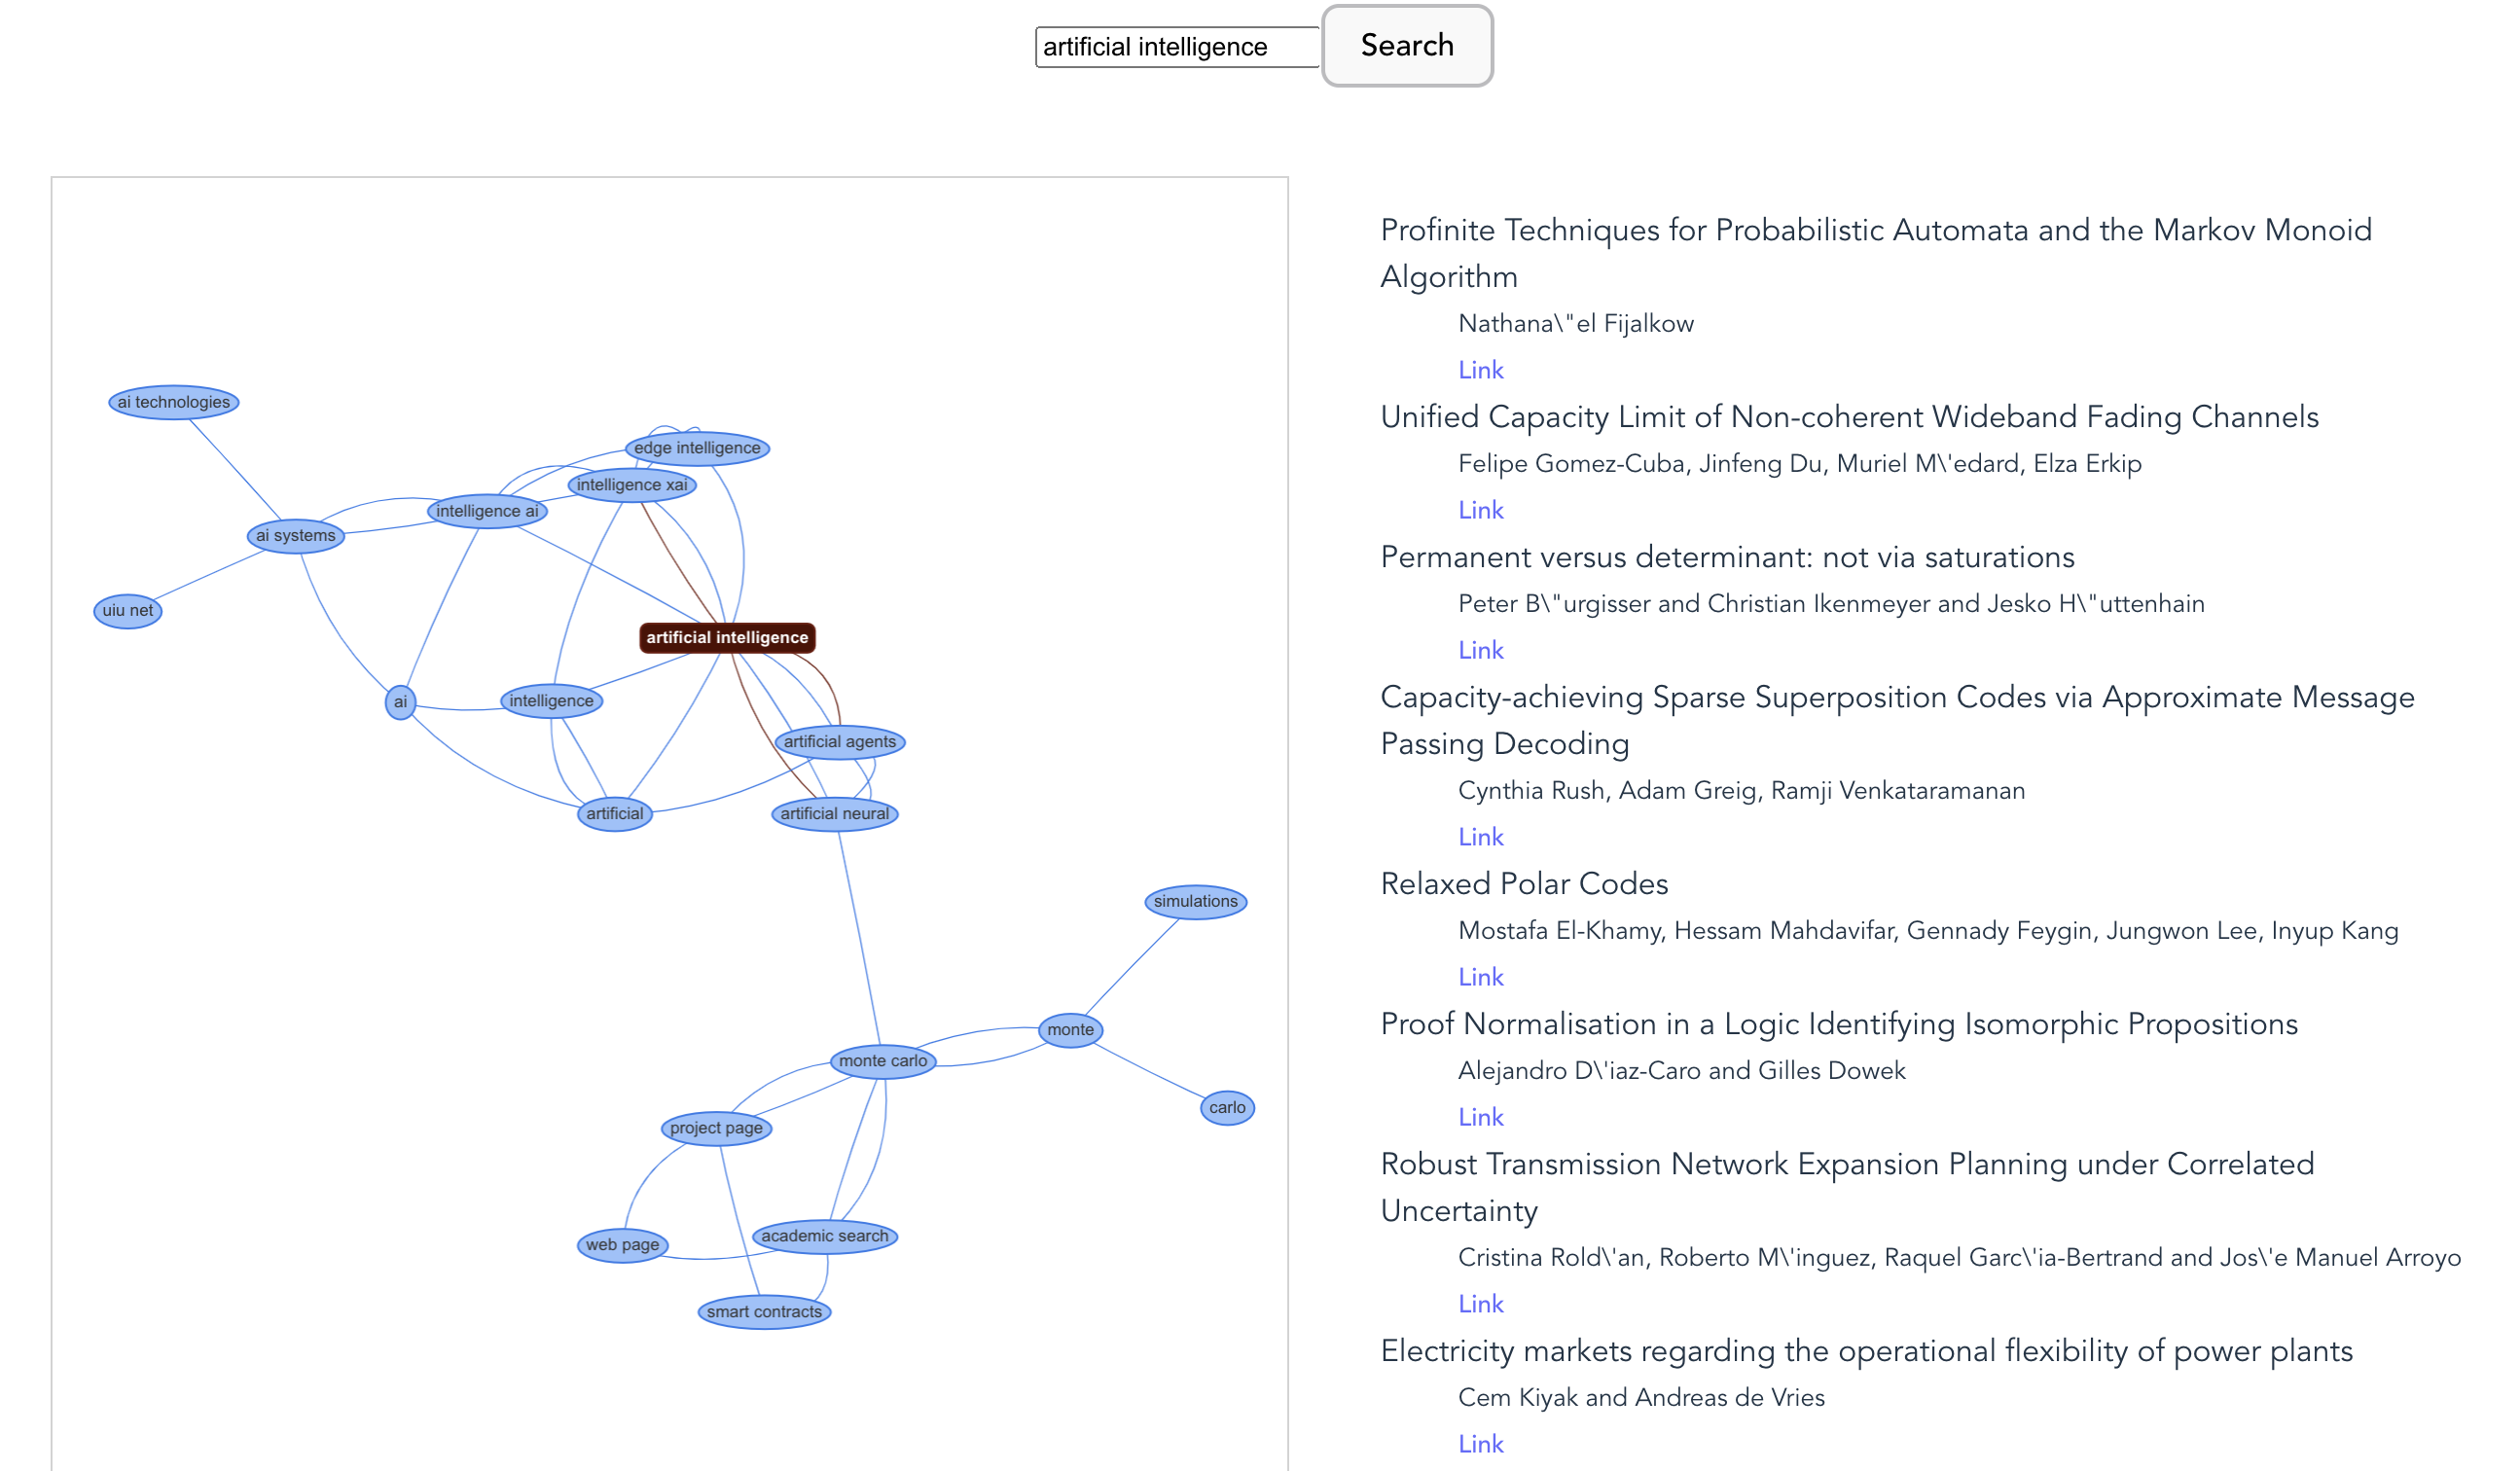 artificial intelligence
Search
ai technologies
edge intelligence
intelligence xai
intelligence ai
ai systems
uiu net
artificial intelligence
ai
intelligence
artificial agents
artificial
artificial neural
simulations
monte
monte carlo
carlo
project page
academic search
web page
smart contracts
Profinite Techniques for Probabilistic Automata and the Markov Monoid
Algorithm
Nathana\"el Fijalkow
Link
Unified Capacity Limit of Non-coherent Wideband Fading Channels
Felipe Gomez-Cuba, Jinfeng Du, Muriel M\'edard, Elza Erkip
Link
Permanent versus determinant: not via saturations
Peter B\"urgisser and Christian Ikenmeyer and Jesko H\"uttenhain
Link
Capacity-achieving Sparse Superposition Codes via Approximate Message
Passing Decoding
Cynthia Rush, Adam Greig, Ramji Venkataramanan
Link
Relaxed Polar Codes
Mostafa El-Khamy, Hessam Mahdavifar, Gennady Feygin, Jungwon Lee, Inyup Kang
Link
Proof Normalisation in a Logic Identifying Isomorphic Propositions
Alejandro D\'iaz-Caro and Gilles Dowek
Link
Robust Transmission Network Expansion Planning under Correlated
Uncertainty
Cristina Rold\'an, Roberto M\'inguez, Raquel Garc\'ia-Bertrand and Jos\'e Manuel Arroyo
Link
Electricity markets regarding the operational flexibility of power plants
Cem Kiyak and Andreas de Vries
Link